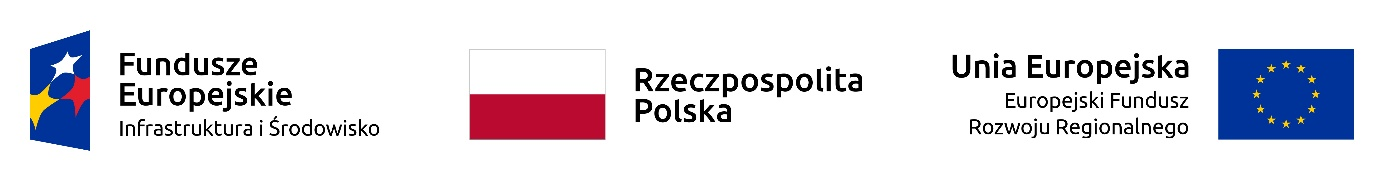 Fundusze
Europejskie
Infrastruktura i Środowisko
Rzeczpospolita
Polska
Unia Europejska
Europejski Fundusz
Rozwoju Regionalnego